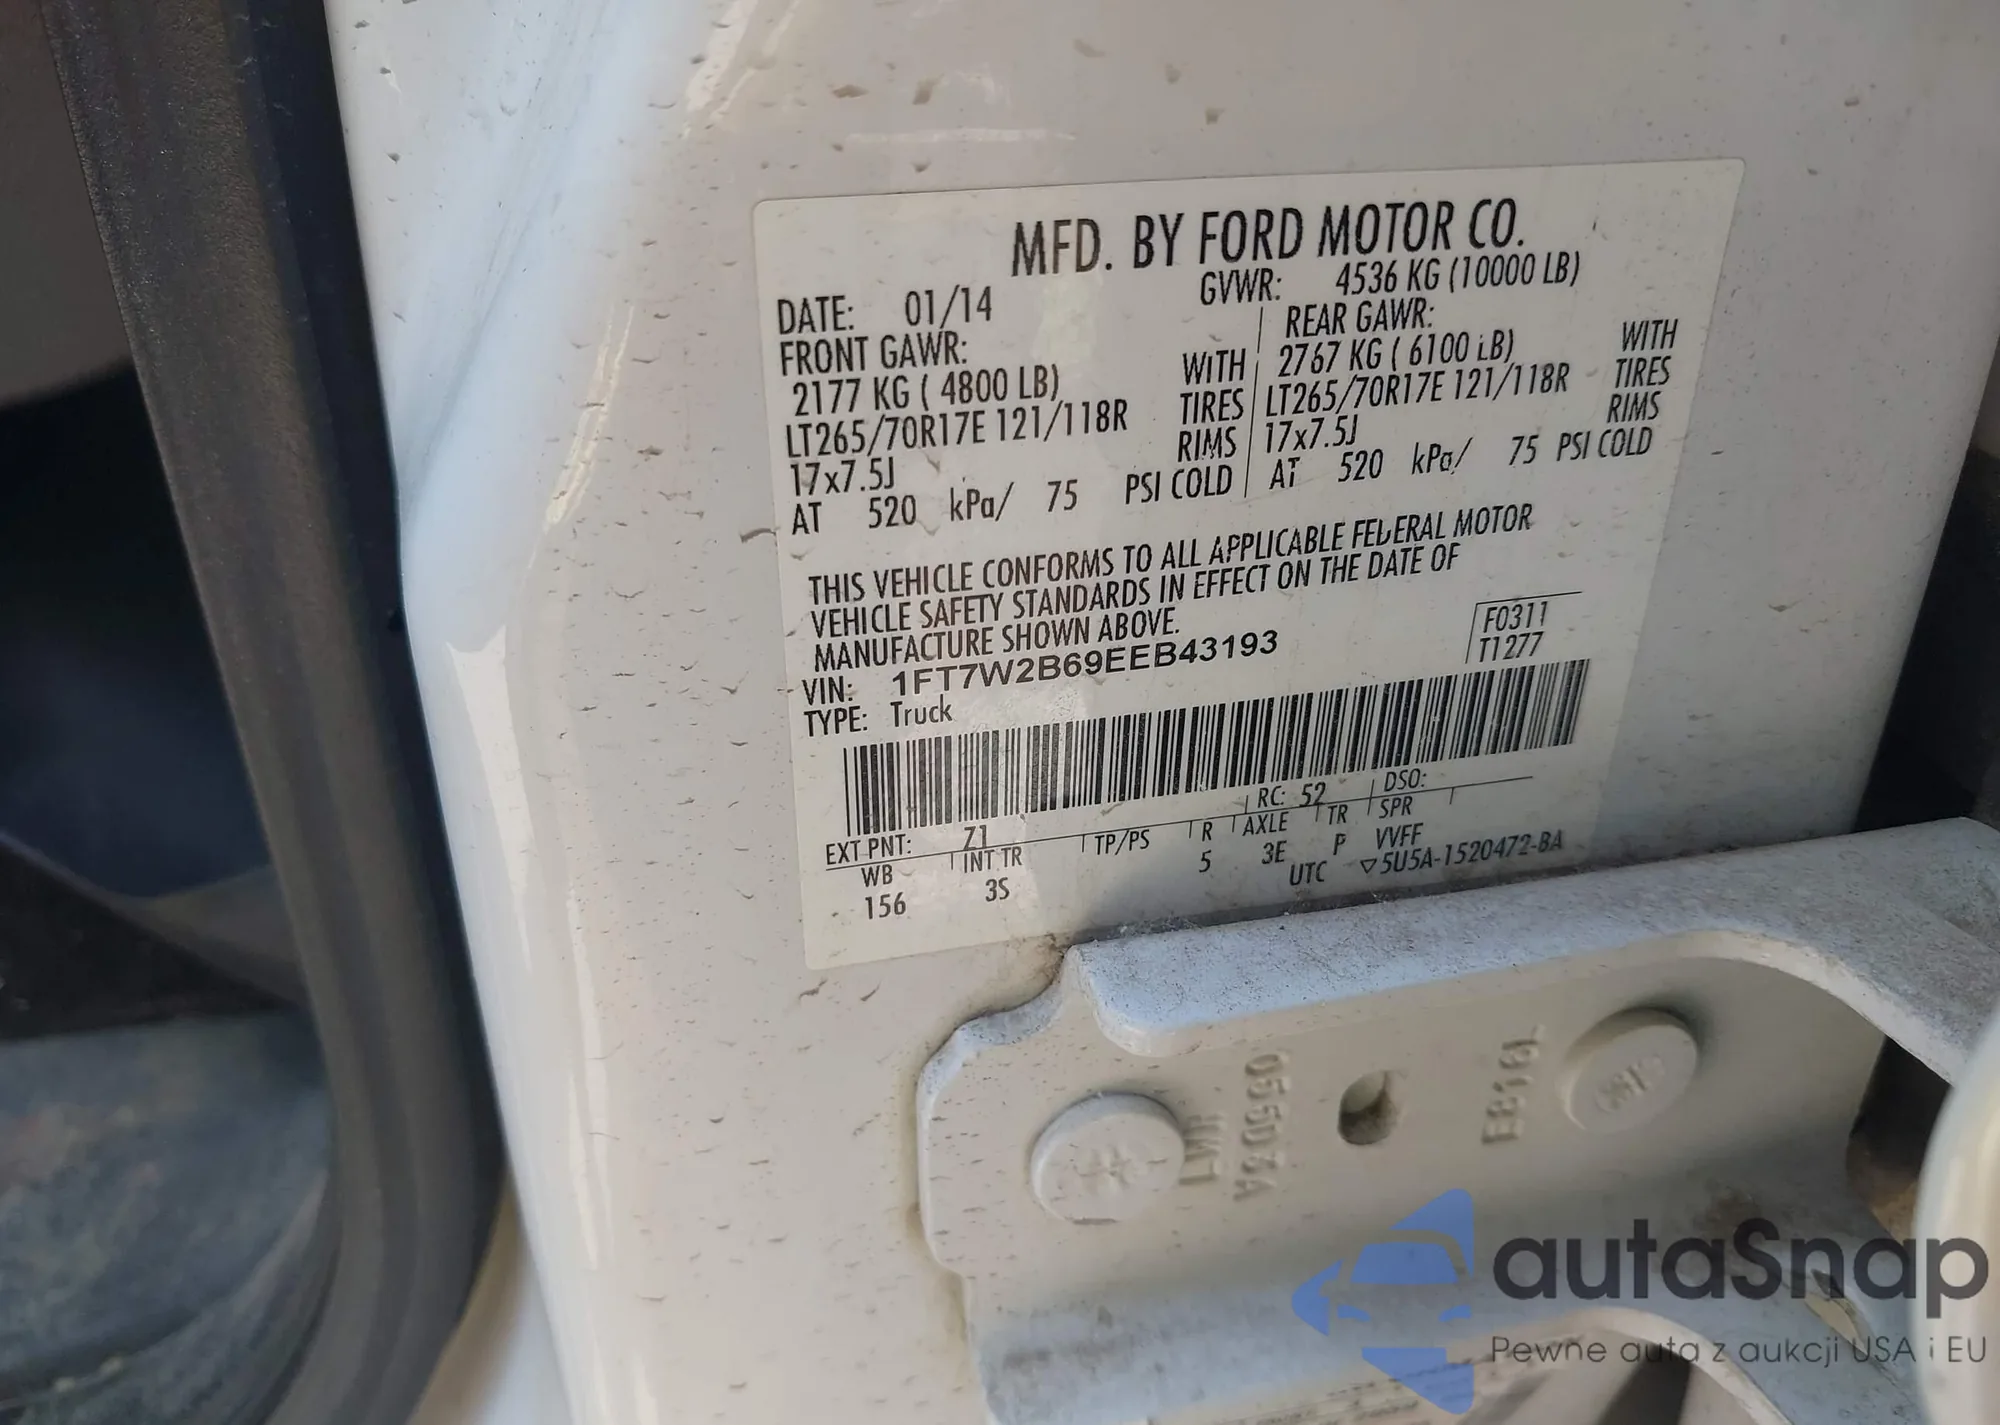 MFD. BY FORD MOTOR CO.
DATE: 01/14 GVWR: 4536 KG (10000 LB)
FRONT GAWR: REAR GAWR:
2177 KG ( 4800 LB) WITH 2767 KG ( 6100 LB) WITH
LT265/70R17E 121/118R TIRES LT265/70R17E 121/118R TIRES
17x7.5J RIMS 17x7.5J RIMS
AT 520 kPa/ 75 PSI COLD AT 520 kPa/ 75 PSI COLD
THIS VEHICLE CONFORMS TO ALL APPLICABLE FEDERAL MOTOR
VEHICLE SAFETY STANDARDS IN EFFECT ON THE DATE OF
MANUFACTURE SHOWN ABOVE.
F0311
VIN: 1FT7W2B69EEB43193 T1277
TYPE: Truck
RC: 52 DSO:
EXT PNT: Z1
WB INT TR TP/PS R AXLE TR SPR
156 3S 5 3E P VVFF
UTC ▽5U5A-1520472-BA
LW1
autaSnap
Pewne auta z aukcji USA i EU